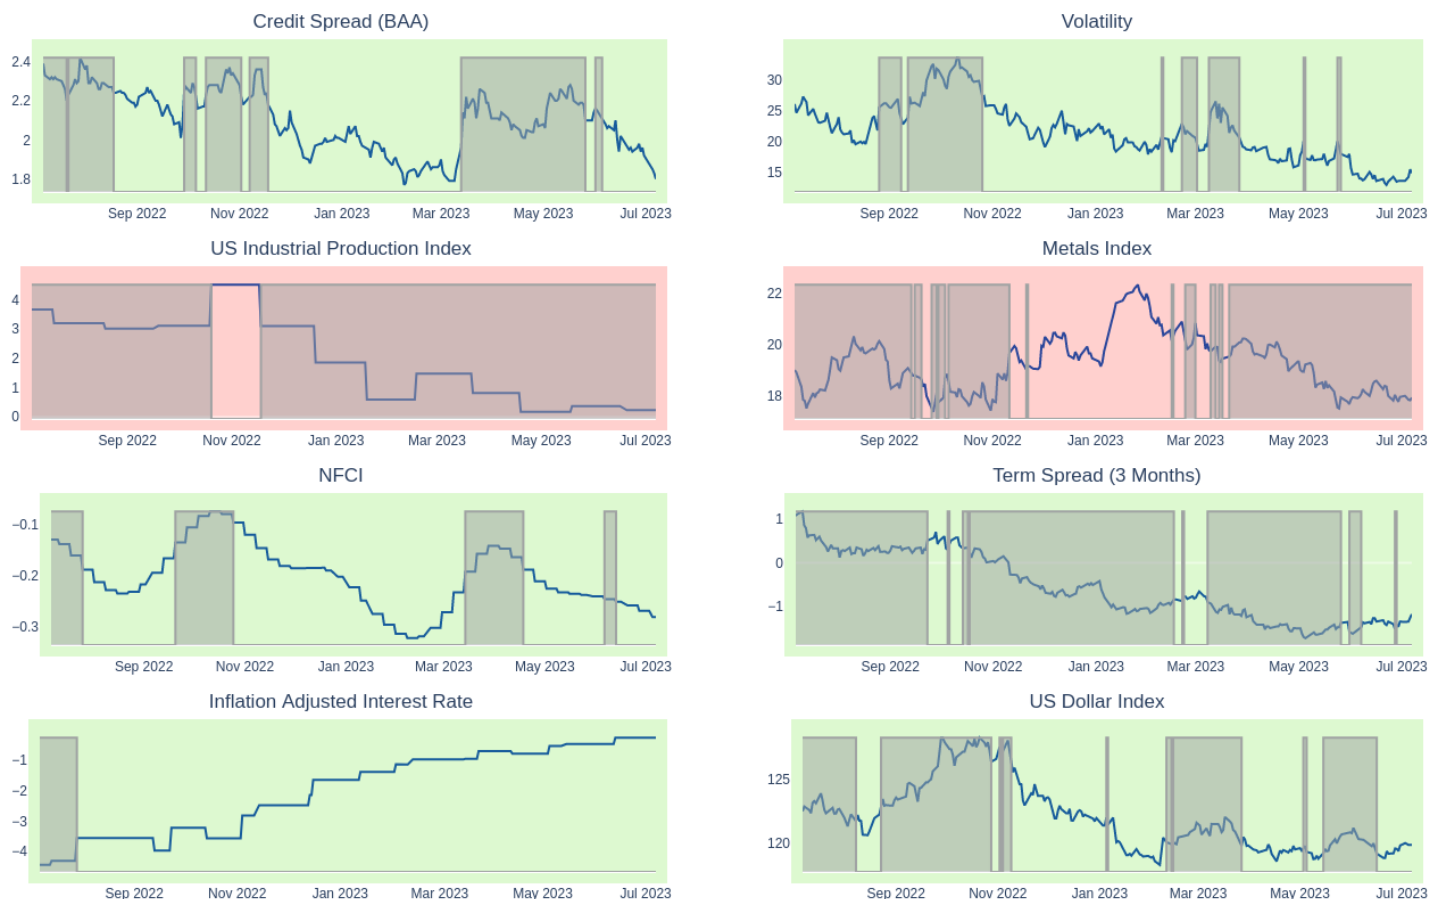 Credit Spread (BAA)
2.4
2.2
2
1.8
Sep 2022 Nov 2022 Jan 2023 Mar 2023 May 2023 Jul 2023
Volatility
30
25
20
15
Sep 2022 Nov 2022 Jan 2023 Mar 2023 May 2023 Jul 2023
US Industrial Production Index
4
3
2
1
0
Sep 2022 Nov 2022 Jan 2023 Mar 2023 May 2023 Jul 2023
Metals Index
22
20
18
Sep 2022 Nov 2022 Jan 2023 Mar 2023 May 2023 Jul 2023
NFCI
−0.1
−0.2
−0.3
Sep 2022 Nov 2022 Jan 2023 Mar 2023 May 2023 Jul 2023
Term Spread (3 Months)
1
0
−1
Sep 2022 Nov 2022 Jan 2023 Mar 2023 May 2023 Jul 2023
Inflation Adjusted Interest Rate
−1
−2
−3
−4
Sep 2022 Nov 2022 Jan 2023 Mar 2023 May 2023 Jul 2023
US Dollar Index
125
120
Sep 2022 Nov 2022 Jan 2023 Mar 2023 May 2023 Jul 2023